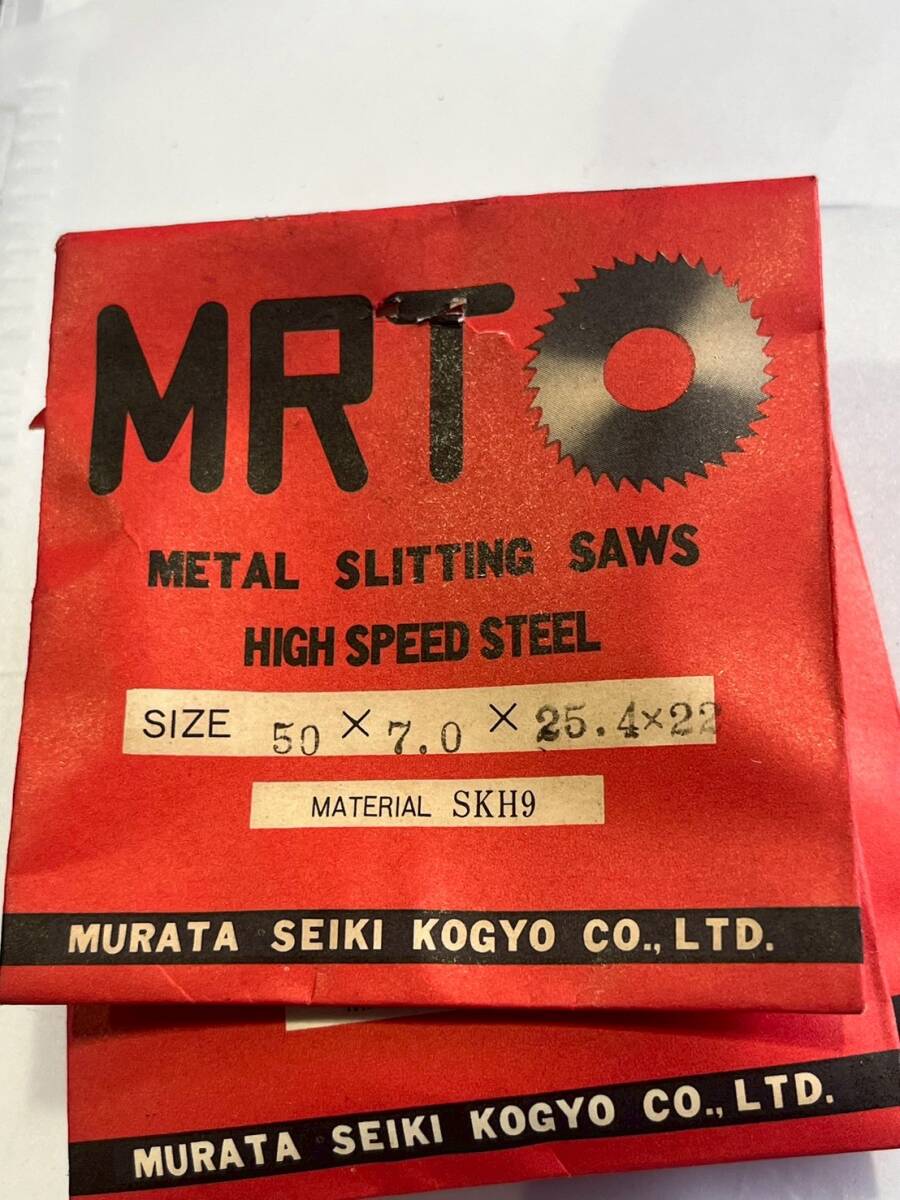 MRT
METAL SLITTING SAWS
HIGH SPEED STEEL
SIZE 50 × 7.0 × 25.4×22
MATERIAL SKH9
MURATA SEIKI KOGYO CO., LTD.
MURATA SEIKI KOGYO CO., LTD.